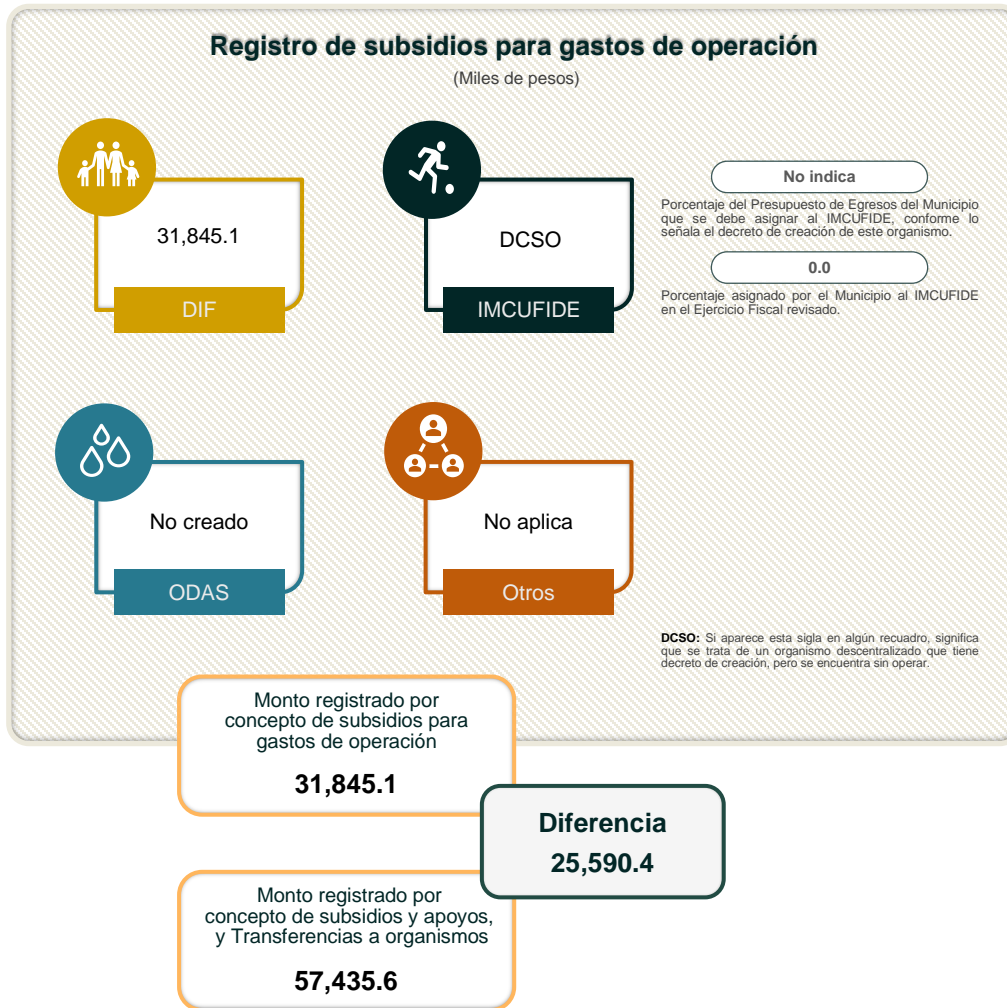 Registro de subsidios para gastos de operación
(Miles de pesos)
31,845.1
DIF
DCSO
IMCUFIDE
No indica
Porcentaje del Presupuesto de Egresos del Municipio
que se debe asignar al IMCUFIDE, conforme lo
señala el decreto de creación de este organismo.
0.0
Porcentaje asignado por el Municipio al IMCUFIDE
en el Ejercicio Fiscal revisado.
No creado
ODAS
No aplica
Otros
DCSO: Si aparece esta sigla en algún recuadro, significa
que se trata de un organismo descentralizado que tiene
decreto de creación, pero se encuentra sin operar.
Monto registrado por
concepto de subsidios para
gastos de operación
31,845.1
Diferencia
25,590.4
Monto registrado por
concepto de subsidios y apoyos,
y Transferencias a organismos
57,435.6